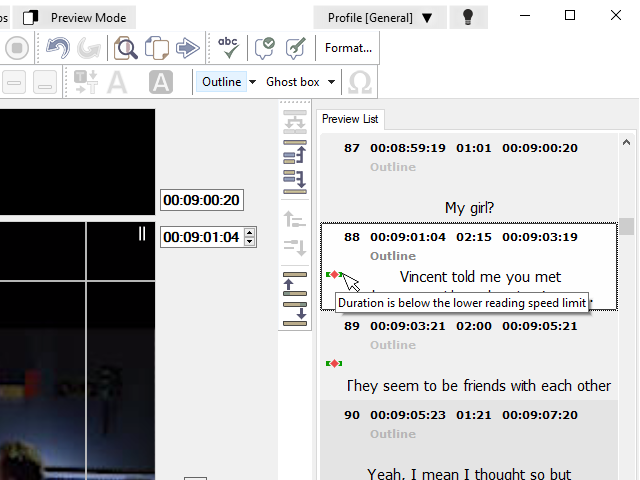 Preview Mode
Profile [General] ▼
abc
Format...
A
A
Outline
Ghost box
Ω
Preview List
00:09:00:20
00:09:01:04
87 00:08:59:19 01:01 00:09:00:20
Outline
My girl?
88 00:09:01:04 02:15 00:09:03:19
Outline
Vincent told me you met
Duration is below the lower reading speed limit
89 00:09:03:21 02:00 00:09:05:21
Outline
They seem to be friends with each other
90 00:09:05:23 01:21 00:09:07:20
Outline
Yeah, I mean I thought so but